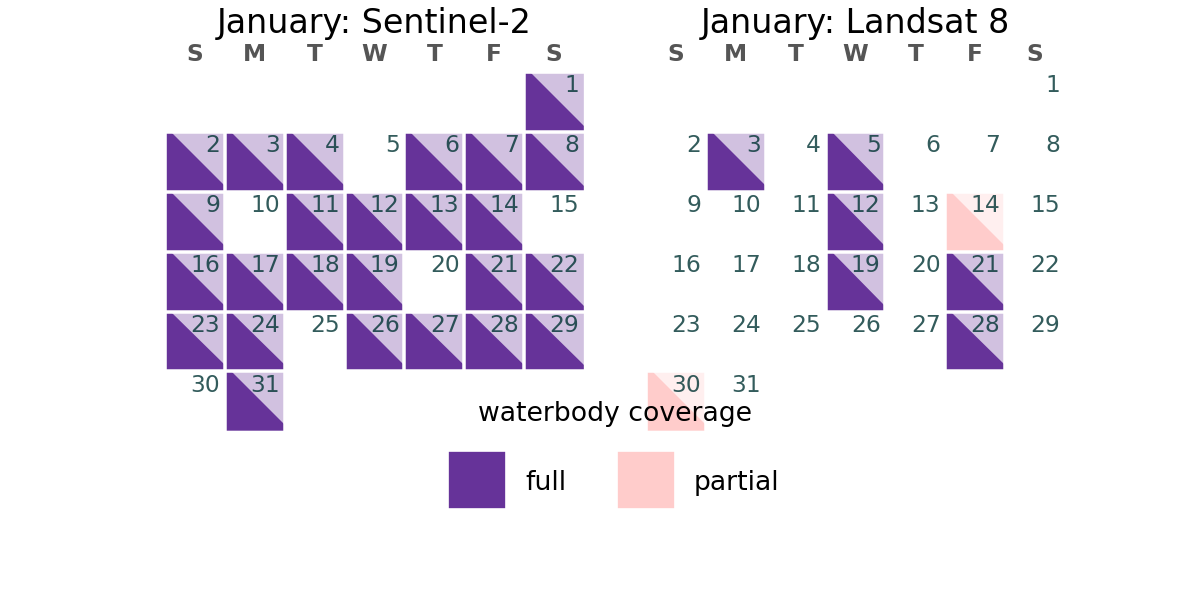 January: Sentinel-2
S M T W T F S
1
2 3 4 5 6 7 8
9 10 11 12 13 14 15
16 17 18 19 20 21 22
23 24 25 26 27 28 29
30 31
January: Landsat 8
S M T W T F S
1
2 3 4 5 6 7 8
9 10 11 12 13 14 15
16 17 18 19 20 21 22
23 24 25 26 27 28 29
30 31
waterbody coverage
full partial